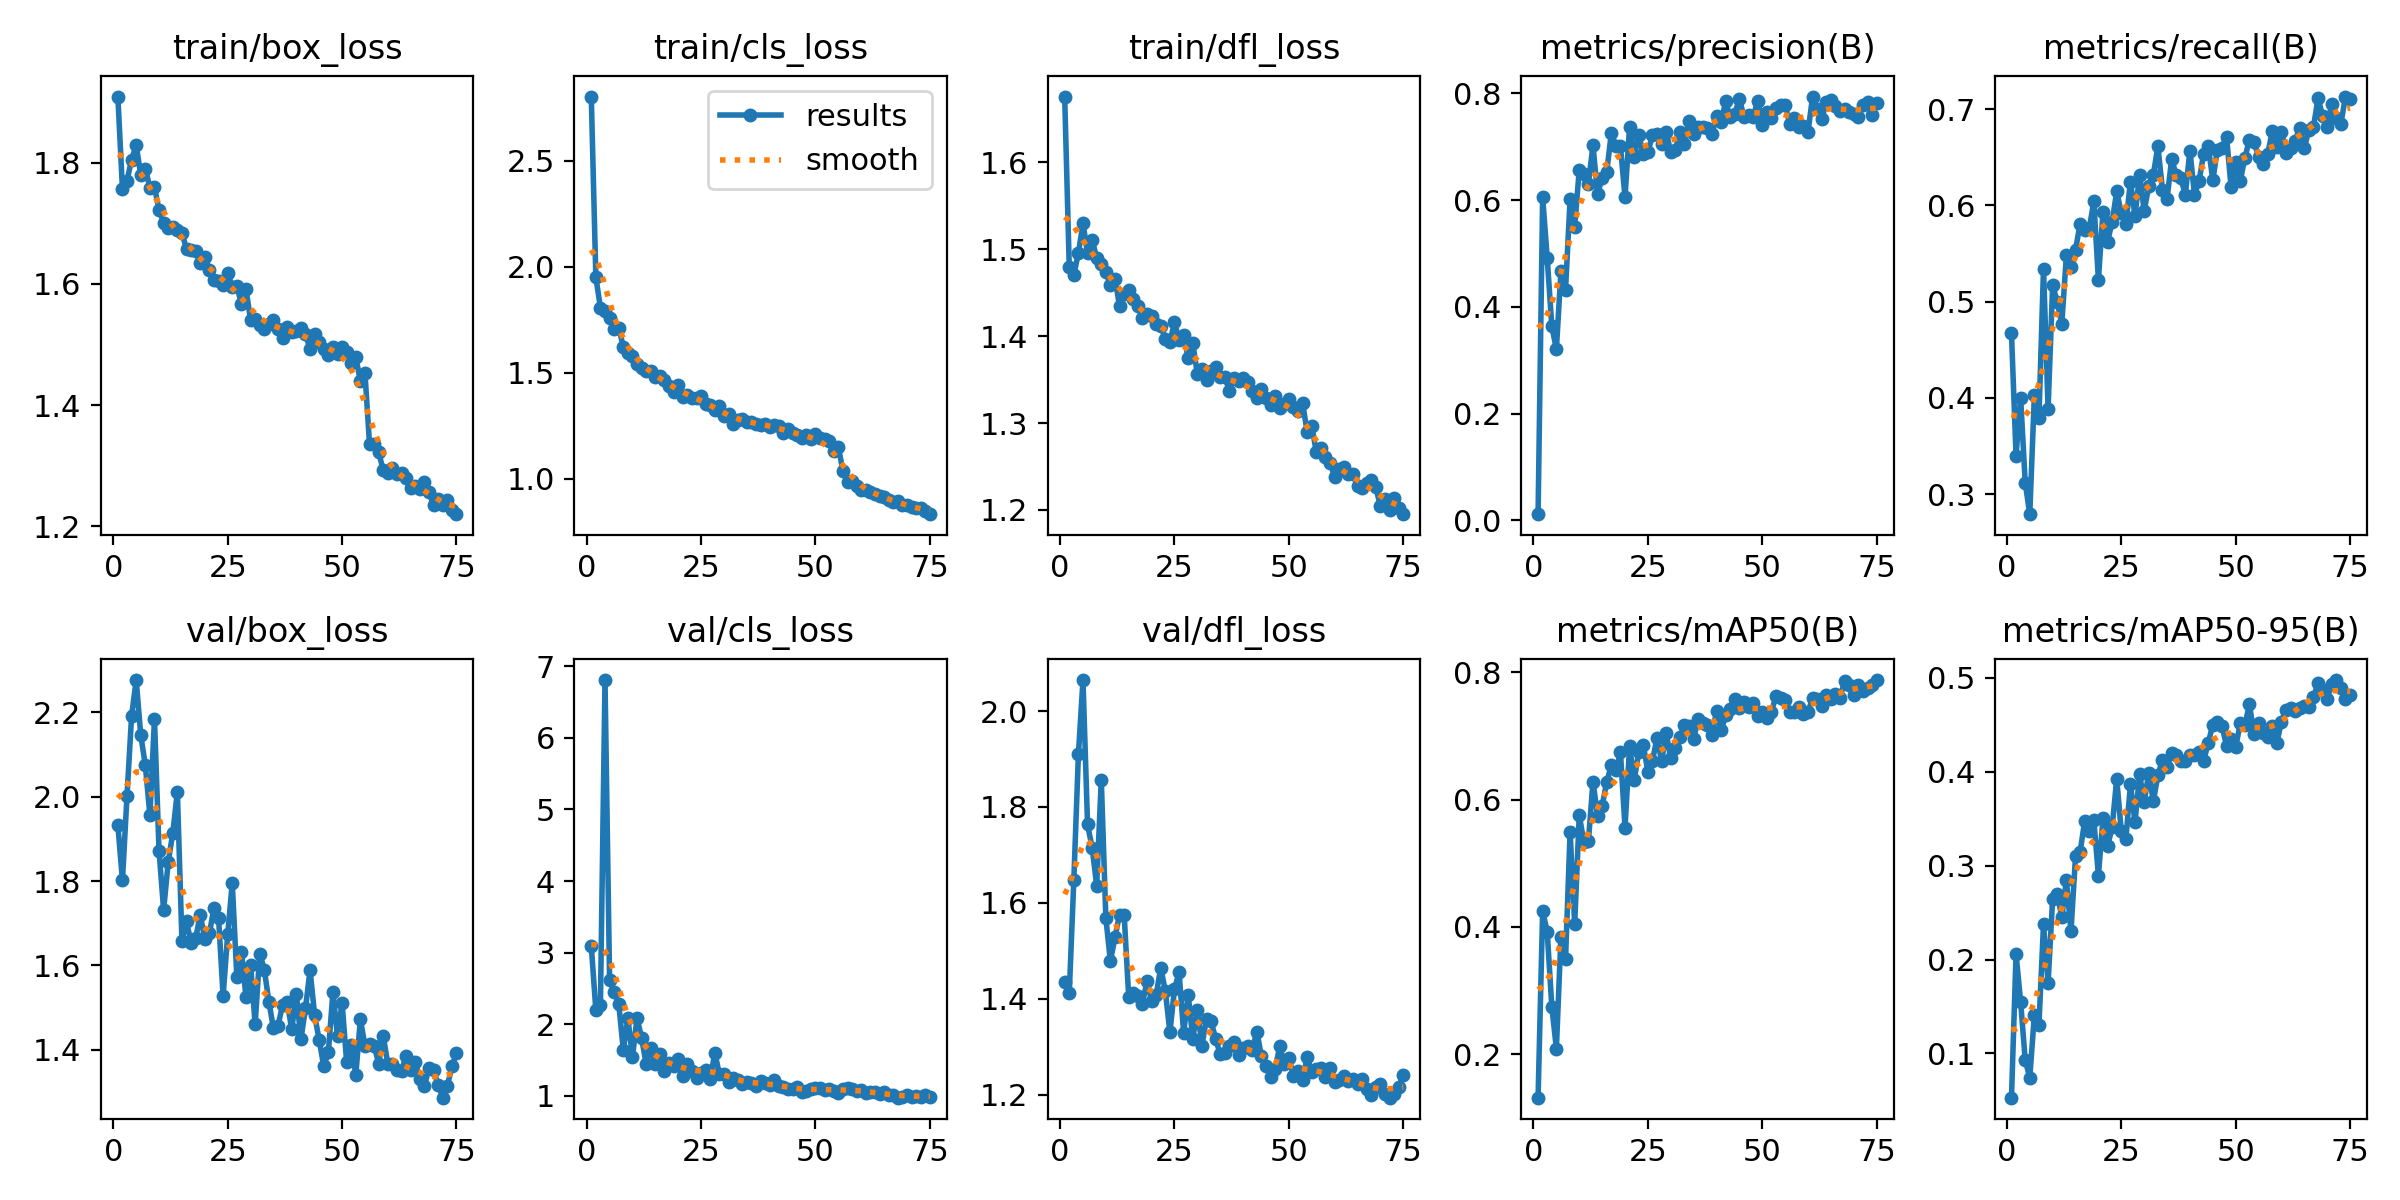 train/box_loss
1.8
1.6
1.4
1.2
0 25 50 75
train/cls_loss
results
smooth
2.5
2.0
1.5
1.0
0 25 50 75
train/dfl_loss
1.6
1.5
1.4
1.3
1.2
0 25 50 75
metrics/precision(B)
0.8
0.6
0.4
0.2
0.0
0 25 50 75
metrics/recall(B)
0.7
0.6
0.5
0.4
0.3
0 25 50 75
val/box_loss
2.2
2.0
1.8
1.6
1.4
0 25 50 75
val/cls_loss
7
6
5
4
3
2
1
0 25 50 75
val/dfl_loss
2.0
1.8
1.6
1.4
1.2
0 25 50 75
metrics/mAP50(B)
0.8
0.6
0.4
0.2
0 25 50 75
metrics/mAP50-95(B)
0.5
0.4
0.3
0.2
0.1
0 25 50 75